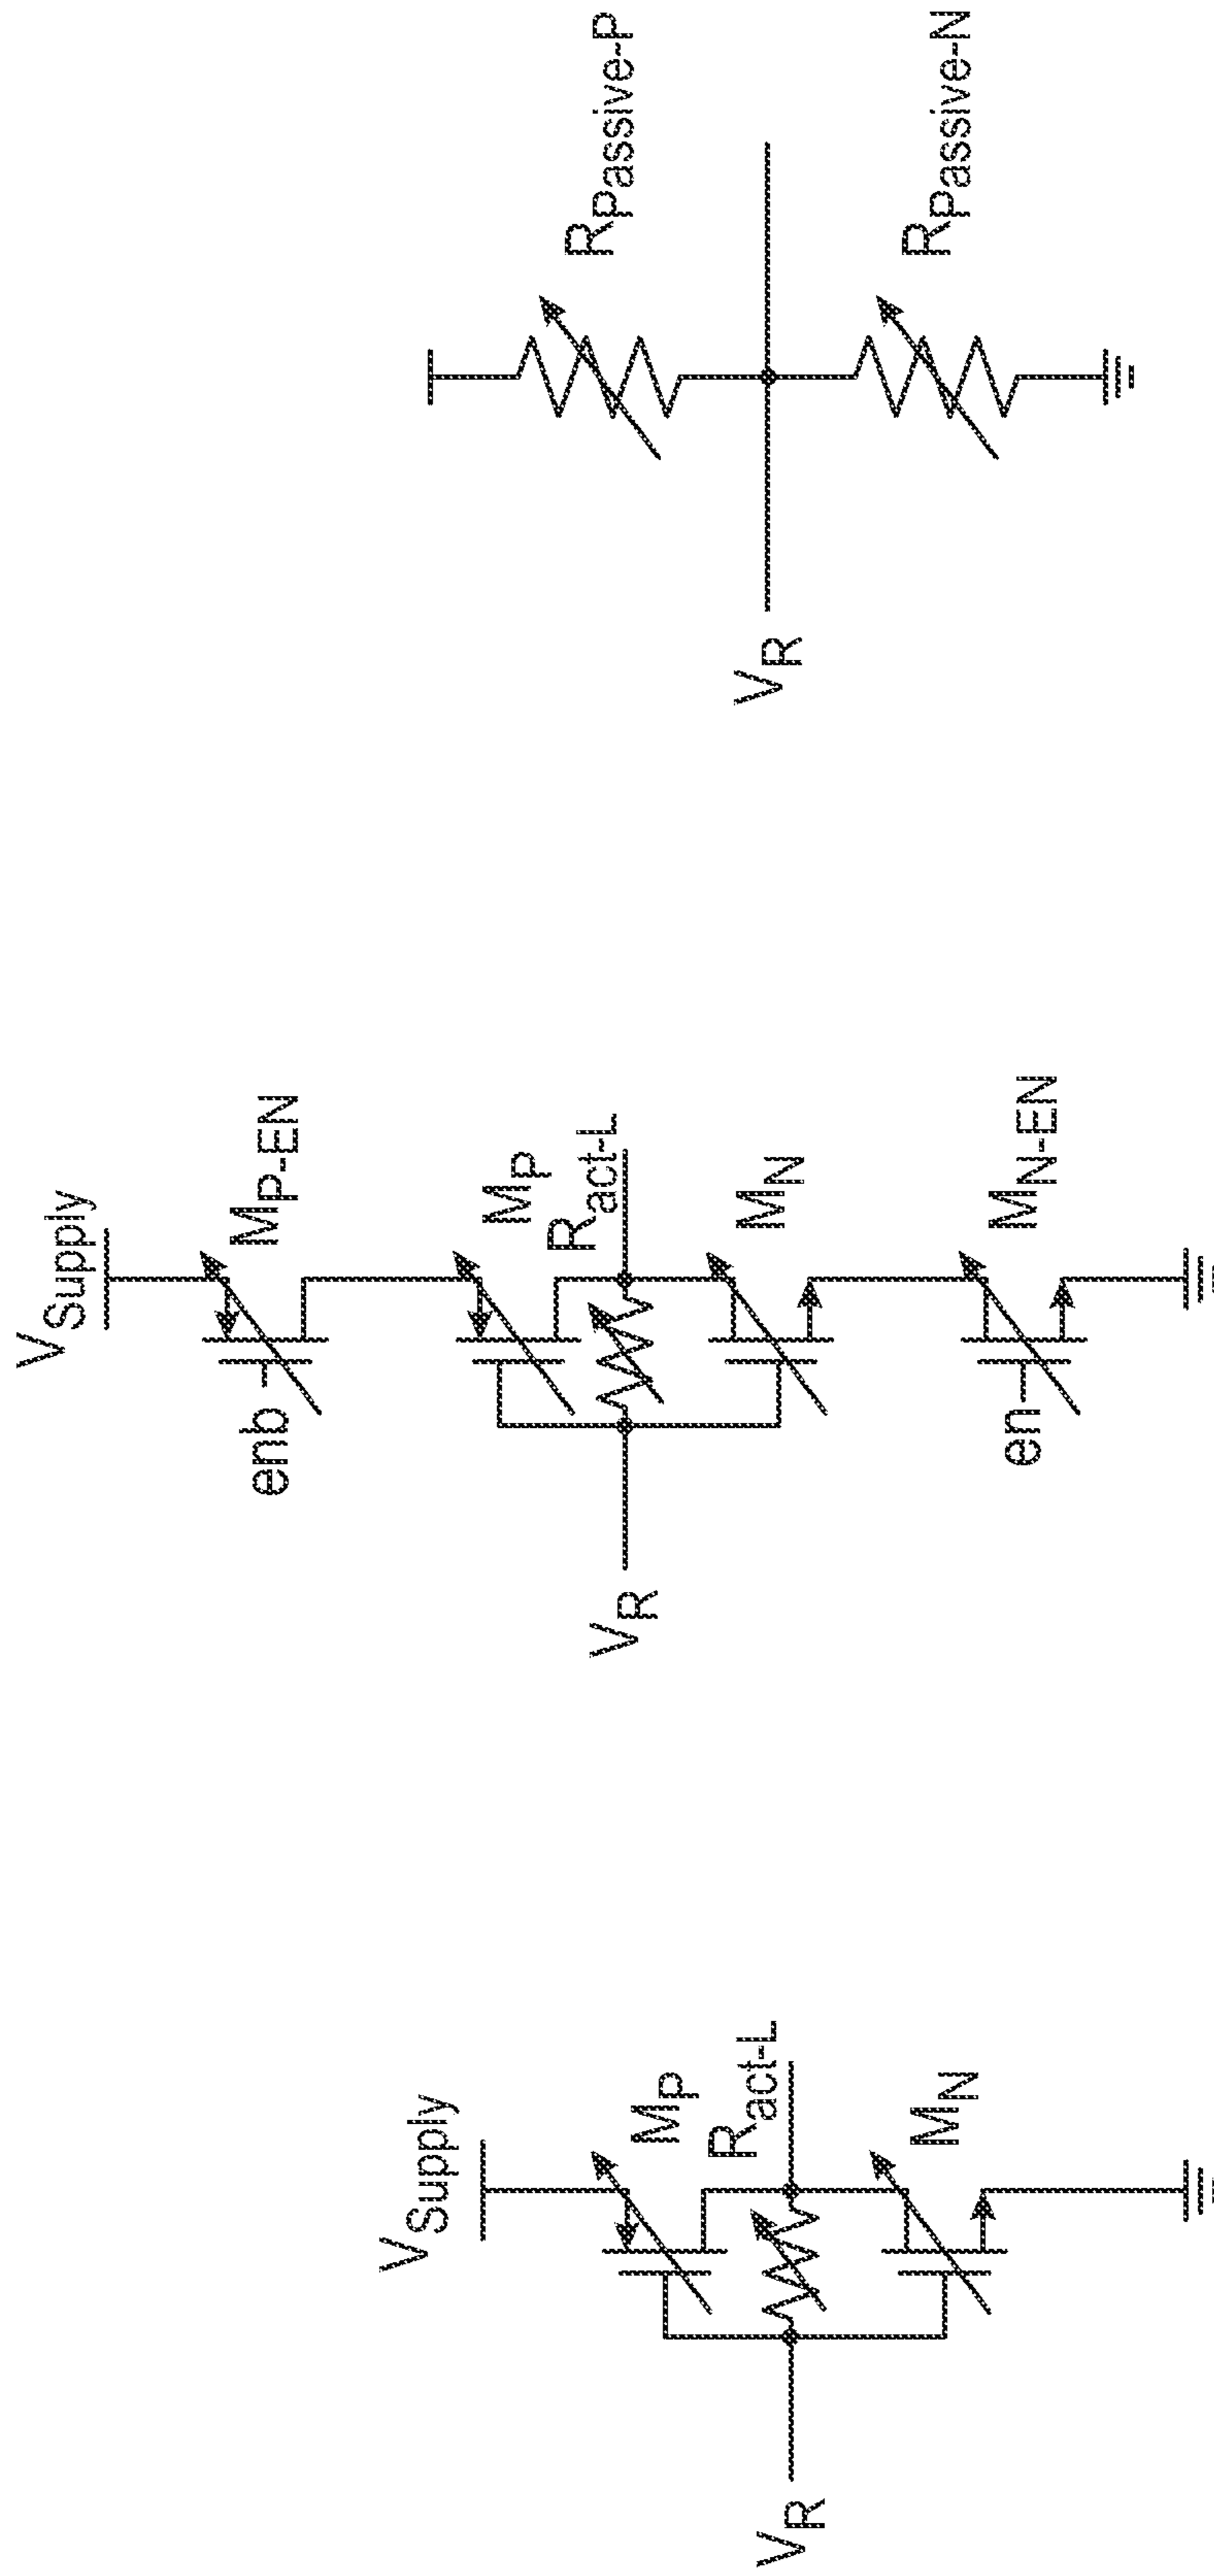 VSupply
MP
Ract-L
VR
MN
VSupply
enb
MP-EN
MP
Ract-L
VR
MN
en
MN-EN
RPassive-P
VR
RPassive-N